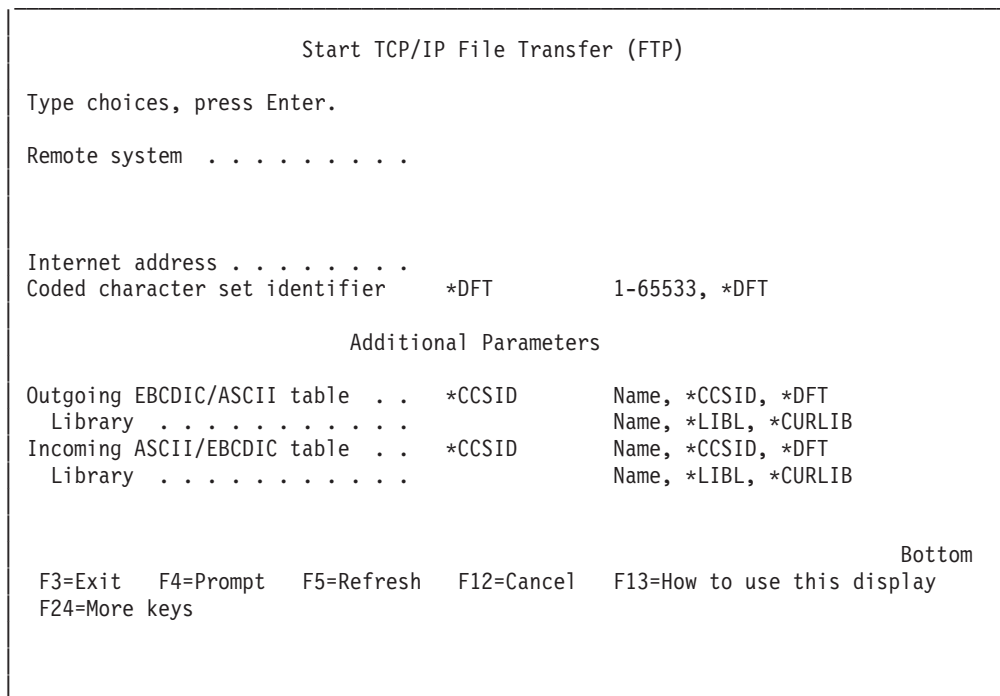 Start TCP/IP File Transfer (FTP)
Type choices, press Enter.
Remote system . . . . . . . . .
Internet address . . . . . . . .
Coded character set identifier *DFT 1-65533, *DFT
Additional Parameters
Outgoing EBCDIC/ASCII table . . *CCSID Name, *CCSID, *DFT
Library . . . . . . . . . . . Name, *LIBL, *CURLIB
Incoming ASCII/EBCDIC table . . *CCSID Name, *CCSID, *DFT
Library . . . . . . . . . . . Name, *LIBL, *CURLIB
Bottom
F3=Exit F4=Prompt F5=Refresh F12=Cancel F13=How to use this display
F24=More keys